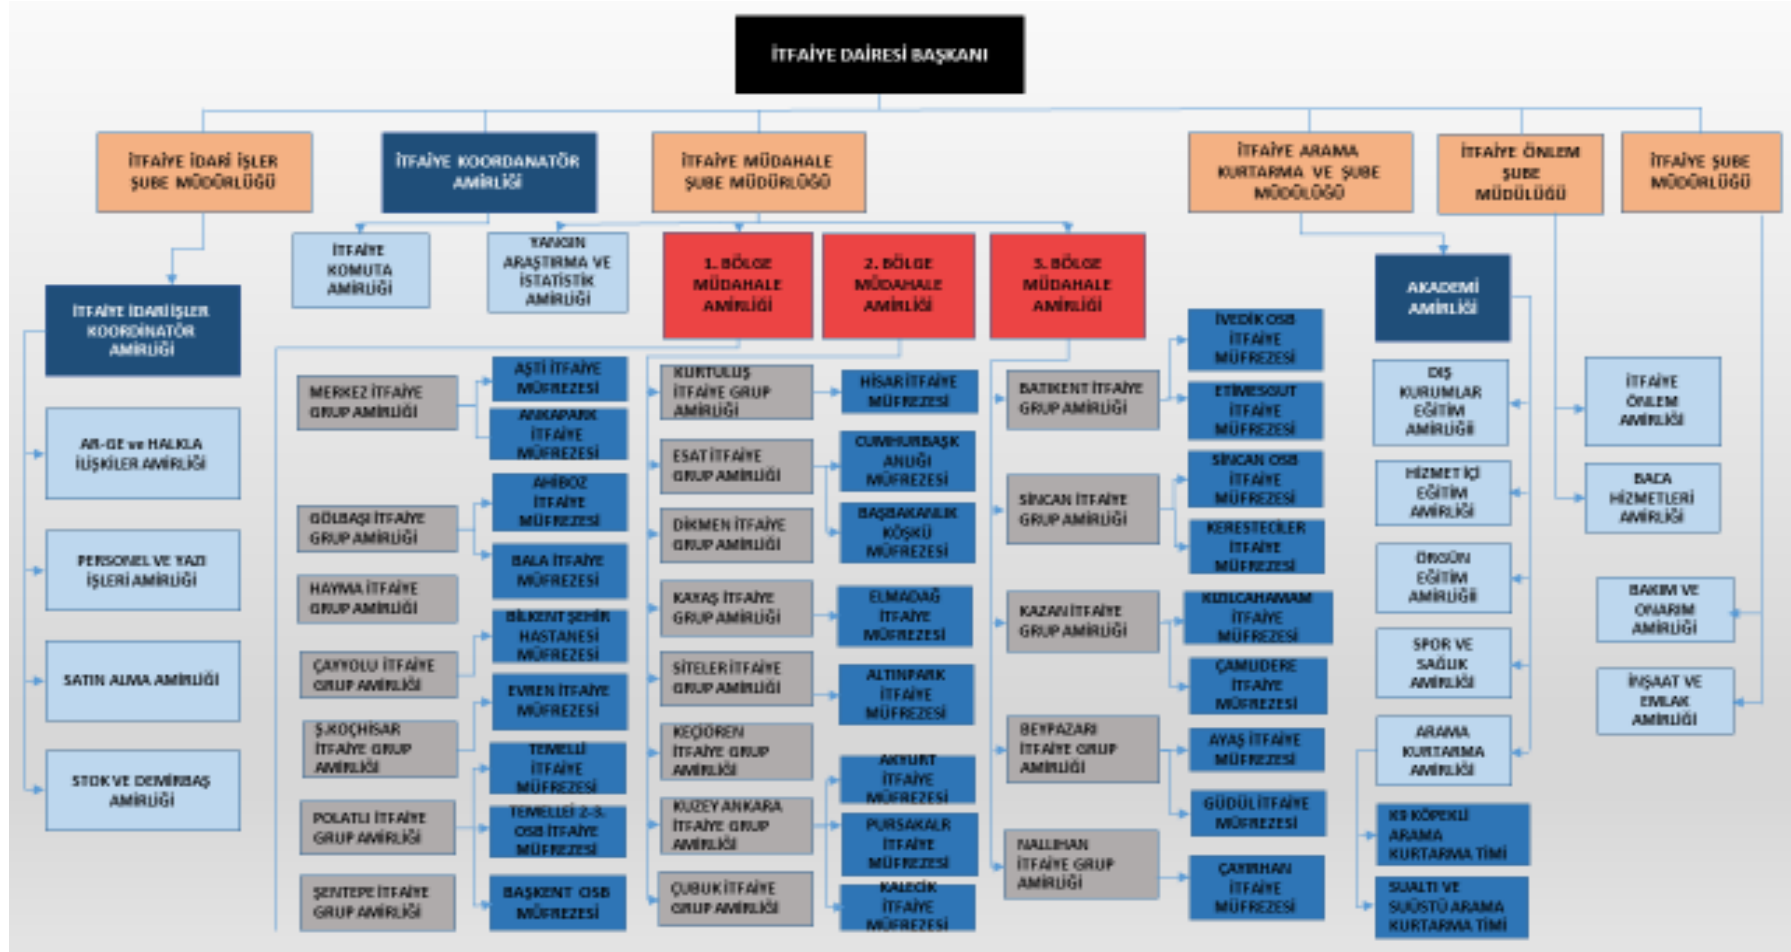 İTFAİYE DAİRESİ BAŞKANI
İTFAİYE İDARİ İŞLER
ŞUBE MÜDÜRLÜĞÜ
İTFAİYE KOORDANATÖR
AMİRLİĞİ
İTFAİYE MÜDAHALE
ŞUBE MÜDÜRLÜĞÜ
İTFAİYE ARAMA
KURTARMA VE ŞUBE
MÜDÜLÜĞÜ
İTFAİYE ÖNLEM
ŞUBE
MÜDÜLÜĞÜ
İTFAİYE ŞUBE
MÜDÜRLÜĞÜ
İTFAİYE İDARİ İŞLER
KOORDİNATÖR
AMİRLİĞİ
AR-GE ve HALKLA
İLİŞKİLER AMİRLİĞİ
PERSONEL VE YAZI
İŞLERİ AMİRLİĞİ
SATIN ALMA AMİRLİĞİ
STOK VE DEMİRBAŞ
AMİRLİĞİ
İTFAİYE
KOMUTA
AMİRLİĞİ
YANGIN
ARAŞTIRMA VE
İSTATİSTİK
AMİRLİĞİ
1. BÖLGE
MÜDAHALE
AMİRLİĞİ
2. BÖLGE
MÜDAHALE
AMİRLİĞİ
3. BÖLGE
MÜDAHALE
AMİRLİĞİ
MERKEZ İTFAİYE
GRUP AMİRLİĞİ
AŞTİ İTFAİYE
MÜFREZESİ
ANKAPARK
İTFAİYE
MÜFREZESİ
GÖLBAŞI İTFAİYE
GRUP AMİRLİĞİ
AHİBOZ
İTFAİYE
MÜFREZESİ
BALA İTFAİYE
MÜFREZESİ
HAYMA İTFAİYE
GRUP AMİRLİĞİ
ÇAYYOLU İTFAİYE
GRUP AMİRLİĞİ
BİLKENT ŞEHİR
HASTANESİ
MÜFREZESİ
Ş.KOÇHİSAR
İTFAİYE GRUP
AMİRLİĞİ
EVREN İTFAİYE
MÜFREZESİ
POLATLI İTFAİYE
GRUP AMİRLİĞİ
TEMELLİ
İTFAİYE
MÜFREZESİ
TEMELLEİ 2-3.
OSB İTFAİYE
MÜFREZESİ
BAŞKENT OSB
MÜFREZESİ
ŞENTEPE İTFAİYE
GRUP AMİRLİĞİ
KURTULUŞ
İTFAİYE GRUP
AMİRLİĞİ
HİSAR İTFAİYE
MÜFREZESİ
ESAT İTFAİYE
GRUP AMİRLİĞİ
CUMHURBAŞK
ANLIĞI
MÜFREZESİ
BAŞBAKANLIK
KÖŞKÜ
MÜFREZESİ
DİKMEN İTFAİYE
GRUP AMİRLİĞİ
KAYAŞ İTFAİYE
GRUP AMİRLİĞİ
ELMADAĞ
İTFAİYE
MÜFREZESİ
SİTELER İTFAİYE
GRUP AMİRLİĞİ
ALTINPARK
İTFAİYE
MÜFREZESİ
KEÇİÖREN
İTFAİYE GRUP
AMİRLİĞİ
KUZEY ANKARA
İTFAİYE GRUP
AMİRLİĞİ
AKYURT
İTFAİYE
MÜFREZESİ
PURSAKALR
İTFAİYE
MÜFREZESİ
KALECİK
İTFAİYE
MÜFREZESİ
ÇUBUK İTFAİYE
GRUP AMİRLİĞİ
BATIKENT İTFAİYE
GRUP AMİRLİĞİ
İVEDİK OSB
İTFAİYE
MÜFREZESİ
ETİMESGUT
İTFAİYE
MÜFREZESİ
SİNCAN İTFAİYE
GRUP AMİRLİĞİ
SİNCAN OSB
İTFAİYE
MÜFREZESİ
KERESTECİLER
İTFAİYE
MÜFREZESİ
KAZAN İTFAİYE
GRUP AMİRLİĞİ
KIZILCAHAMAM
İTFAİYE
MÜFREZESİ
ÇAMLIDERE
İTFAİYE
MÜFREZESİ
BEYPAZARI
İTFAİYE GRUP
AMİRLİĞİ
AYAŞ İTFAİYE
MÜFREZESİ
GÜDÜL İTFAİYE
MÜFREZESİ
NALLIHAN
İTFAİYE GRUP
AMİRLİĞİ
ÇAYIRHAN
İTFAİYE
MÜFREZESİ
AKADEMİ
AMİRLİĞİ
DIŞ
KURUMLAR
EĞİTİM
AMİRLİĞİİ
HİZMET İÇİ
EĞİTİM
AMİRLİĞİ
ÖRGÜN
EĞİTİM
AMİRLİĞİİ
SPOR VE
SAĞLIK
AMİRLİĞİ
ARAMA
KURTARMA
AMİRLİĞİ
K9 KÖPEKLİ
ARAMA
KURTARMA TİMİ
SUALTI VE
SUÜSTÜ ARAMA
KURTARMA TİMİ
İTFAİYE
ÖNLEM
AMİRLİĞİ
BACA
HİZMETLERİ
AMİRLİĞİ
BAKIM VE
ONARIM
AMİRLİĞİ
İNŞAAT VE
EMLAK
AMİRLİĞİ